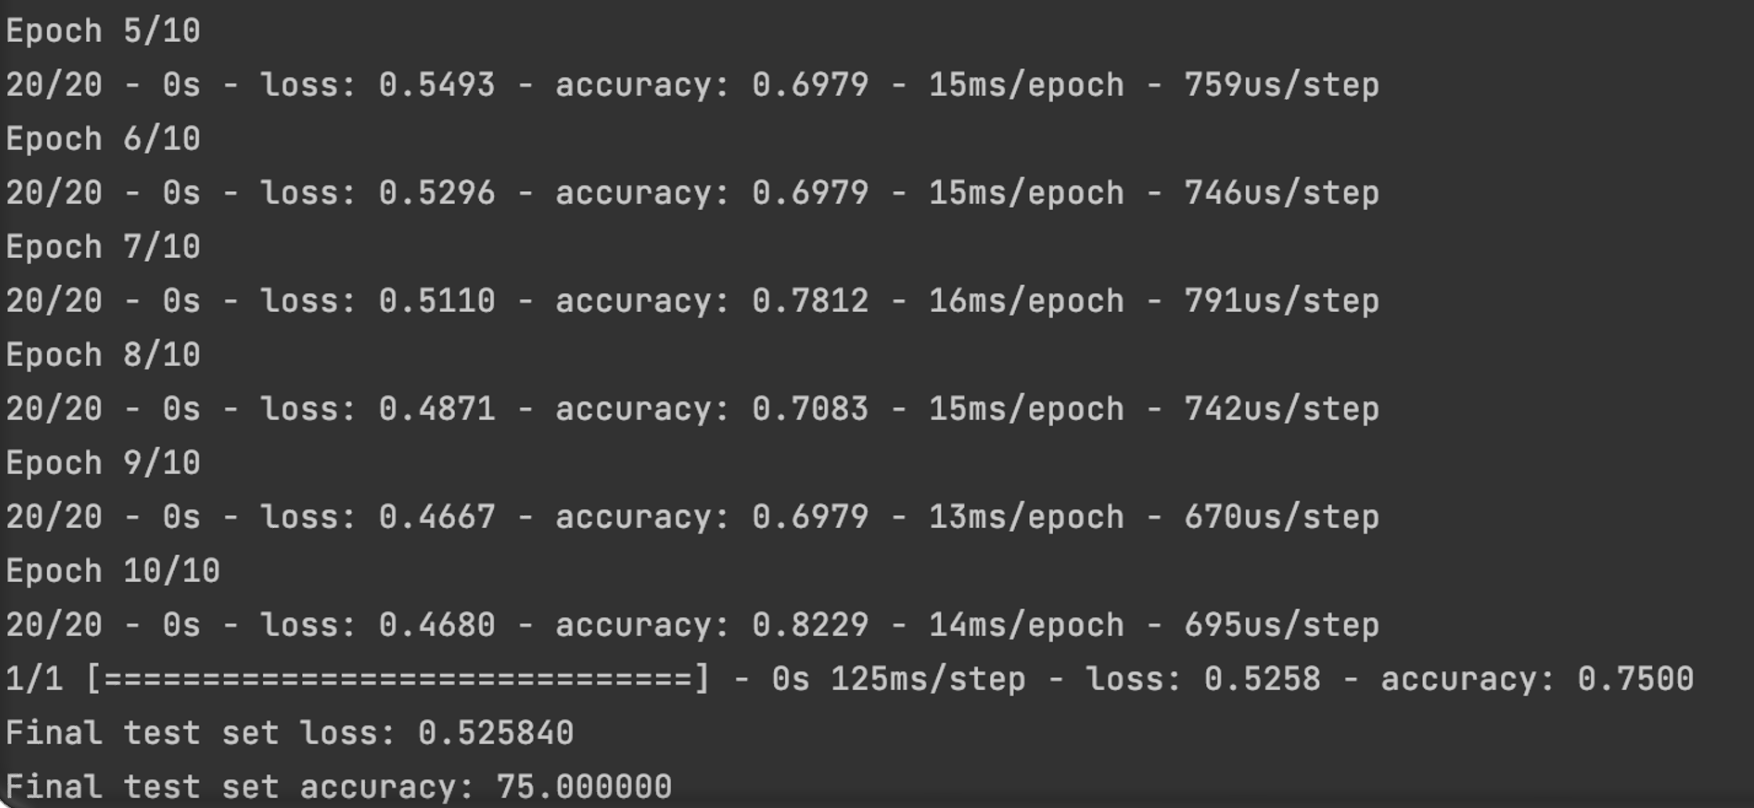 Epoch 5/10
20/20 - 0s - loss: 0.5493 - accuracy: 0.6979 - 15ms/epoch - 759us/step
Epoch 6/10
20/20 - 0s - loss: 0.5296 - accuracy: 0.6979 - 15ms/epoch - 746us/step
Epoch 7/10
20/20 - 0s - loss: 0.5110 - accuracy: 0.7812 - 16ms/epoch - 791us/step
Epoch 8/10
20/20 - 0s - loss: 0.4871 - accuracy: 0.7083 - 15ms/epoch - 742us/step
Epoch 9/10
20/20 - 0s - loss: 0.4667 - accuracy: 0.6979 - 13ms/epoch - 670us/step
Epoch 10/10
20/20 - 0s - loss: 0.4680 - accuracy: 0.8229 - 14ms/epoch - 695us/step
1/1 [==============================] - 0s 125ms/step - loss: 0.5258 - accuracy: 0.7500
Final test set loss: 0.525840
Final test set accuracy: 75.000000